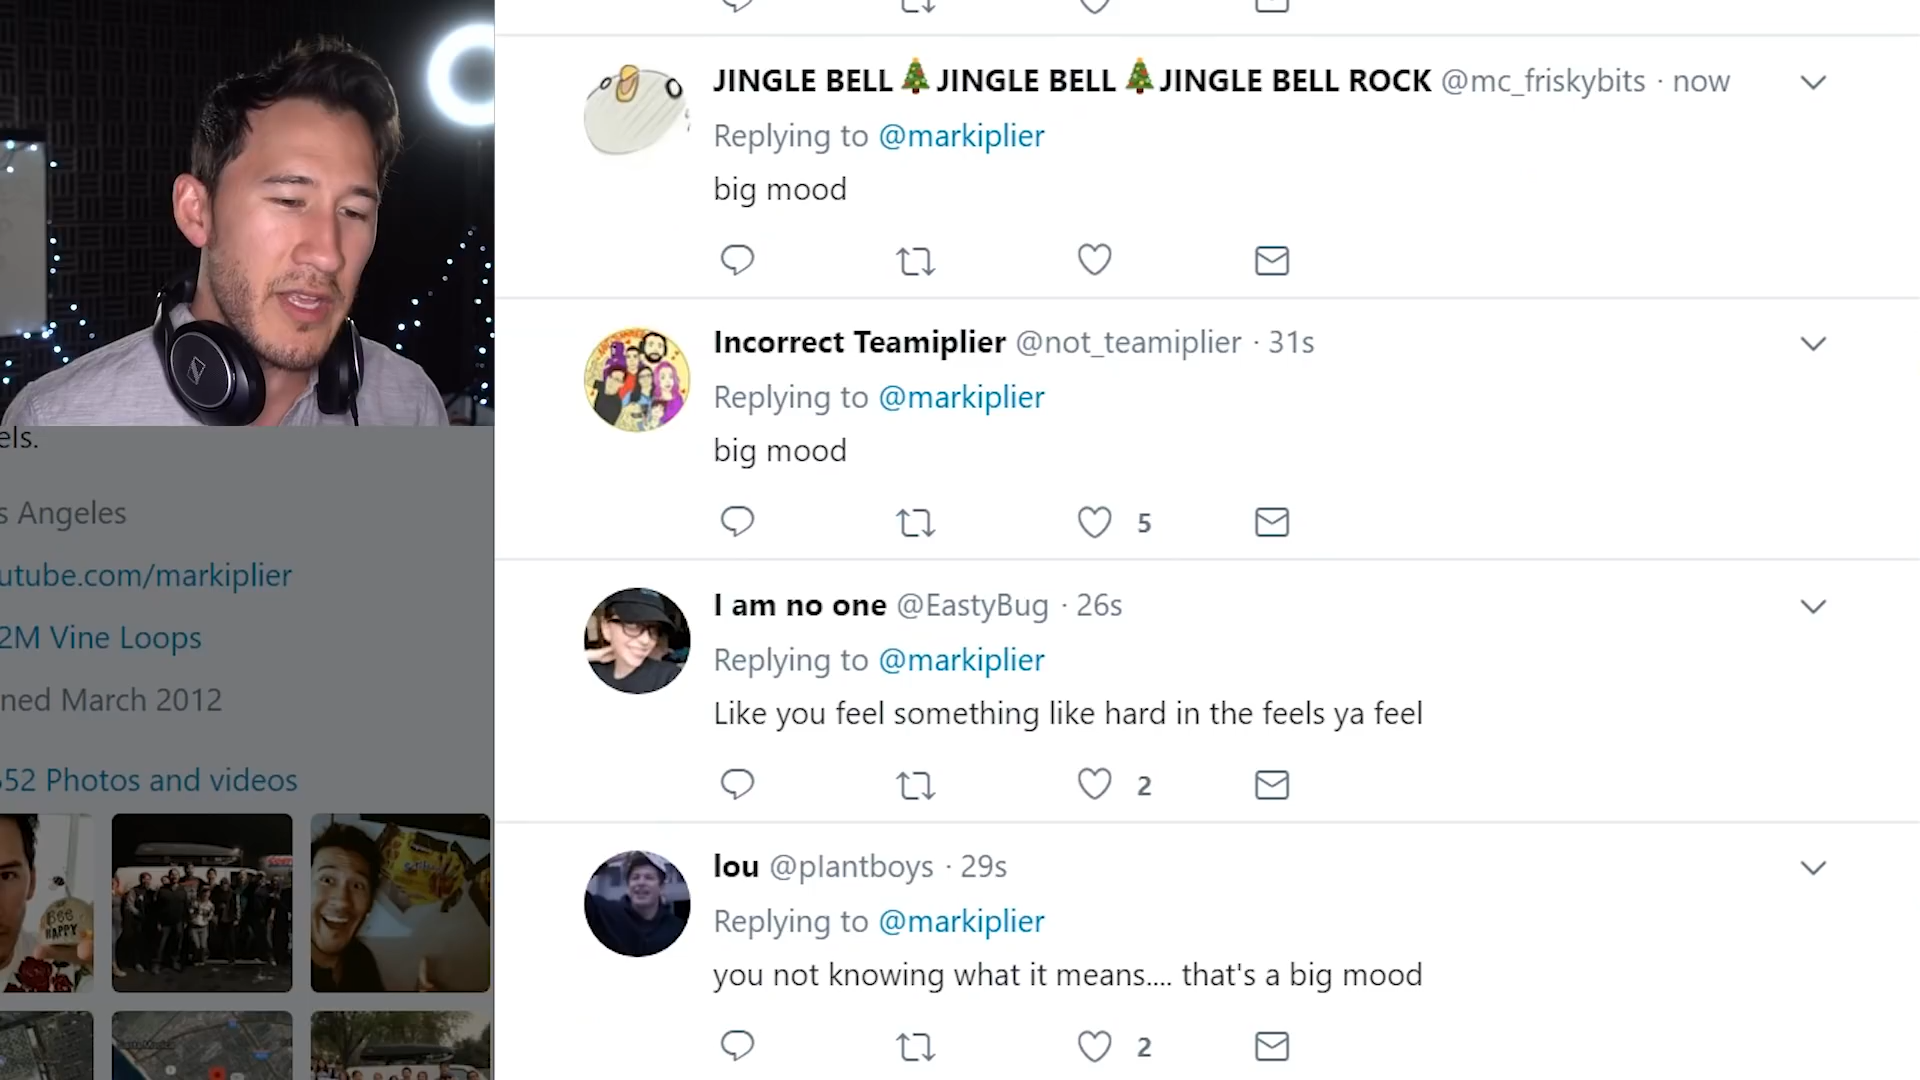 JINGLE BELL🎄JINGLE BELL🎄JINGLE BELL ROCK @mc_friskybits · now
Replying to @markiplier
big mood
Incorrect Teamiplier @not_teamiplier · 31s
Replying to @markiplier
big mood
5
I am no one @EastyBug · 26s
Replying to @markiplier
Like you feel something like hard in the feels ya feel
2
lou @plantboys · 29s
Replying to @markiplier
you not knowing what it means.... that's a big mood
2
els.
s Angeles
utube.com/markiplier
2M Vine Loops
ned March 2012
52 Photos and videos
BEE
HAPPY